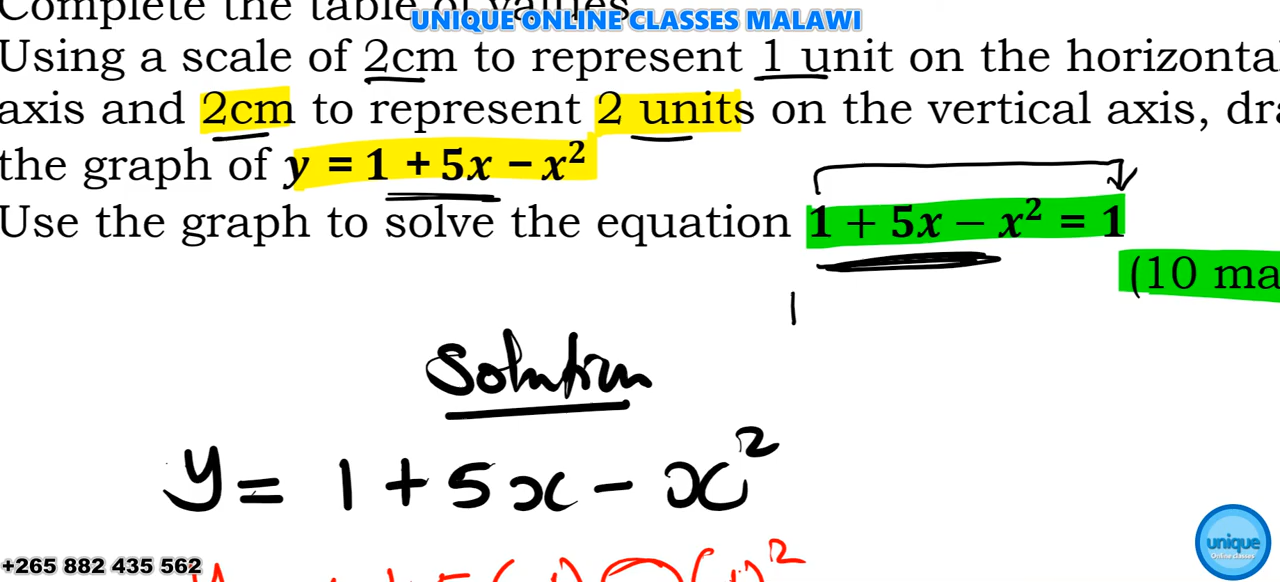 Complete the table of values
UNIQUE ONLINE CLASSES MALAWI
Using a scale of 2cm to represent 1 unit on the horizonta
axis and 2cm to represent 2 units on the vertical axis, dra
the graph of y = 1 + 5x − x²
Use the graph to solve the equation 1 + 5x − x² = 1
(10 ma
Solution
y = 1 + 5x − x²
unique
Online classes
+265 882 435 562